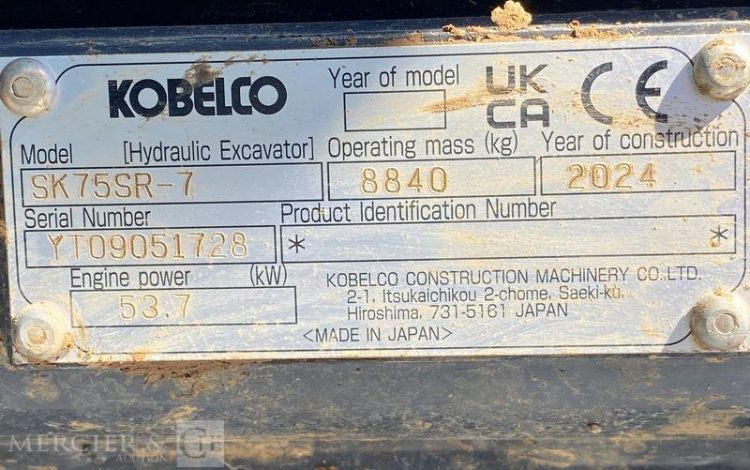 KOBELCO
Year of model
UK
CA
CE
Model [Hydraulic Excavator] Operating mass (kg) Year of construction
SK75SR-7 8840 2024
Serial Number Product Identification Number
YT09051728 * *
Engine power (kW)
53.7
KOBELCO CONSTRUCTION MACHINERY CO.,LTD.
2-1, Itsukaichikou 2-chome, Saeki-ku,
Hiroshima, 731-5161 JAPAN
<MADE IN JAPAN>
MERCIER &
AUCTION